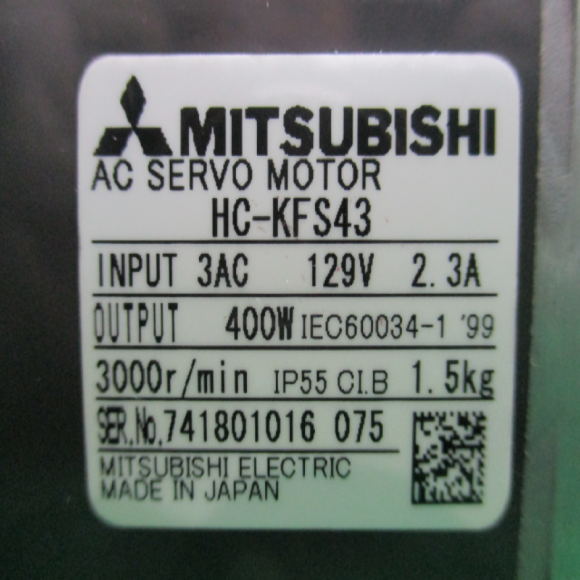 MITSUBISHI
AC SERVO MOTOR
HC-KFS43
INPUT 3AC 129V 2.3A
OUTPUT 400W IEC60034-1 '99
3000r/min IP55 CI.B 1.5kg
SER.No.741801016 075
MITSUBISHI ELECTRIC
MADE IN JAPAN